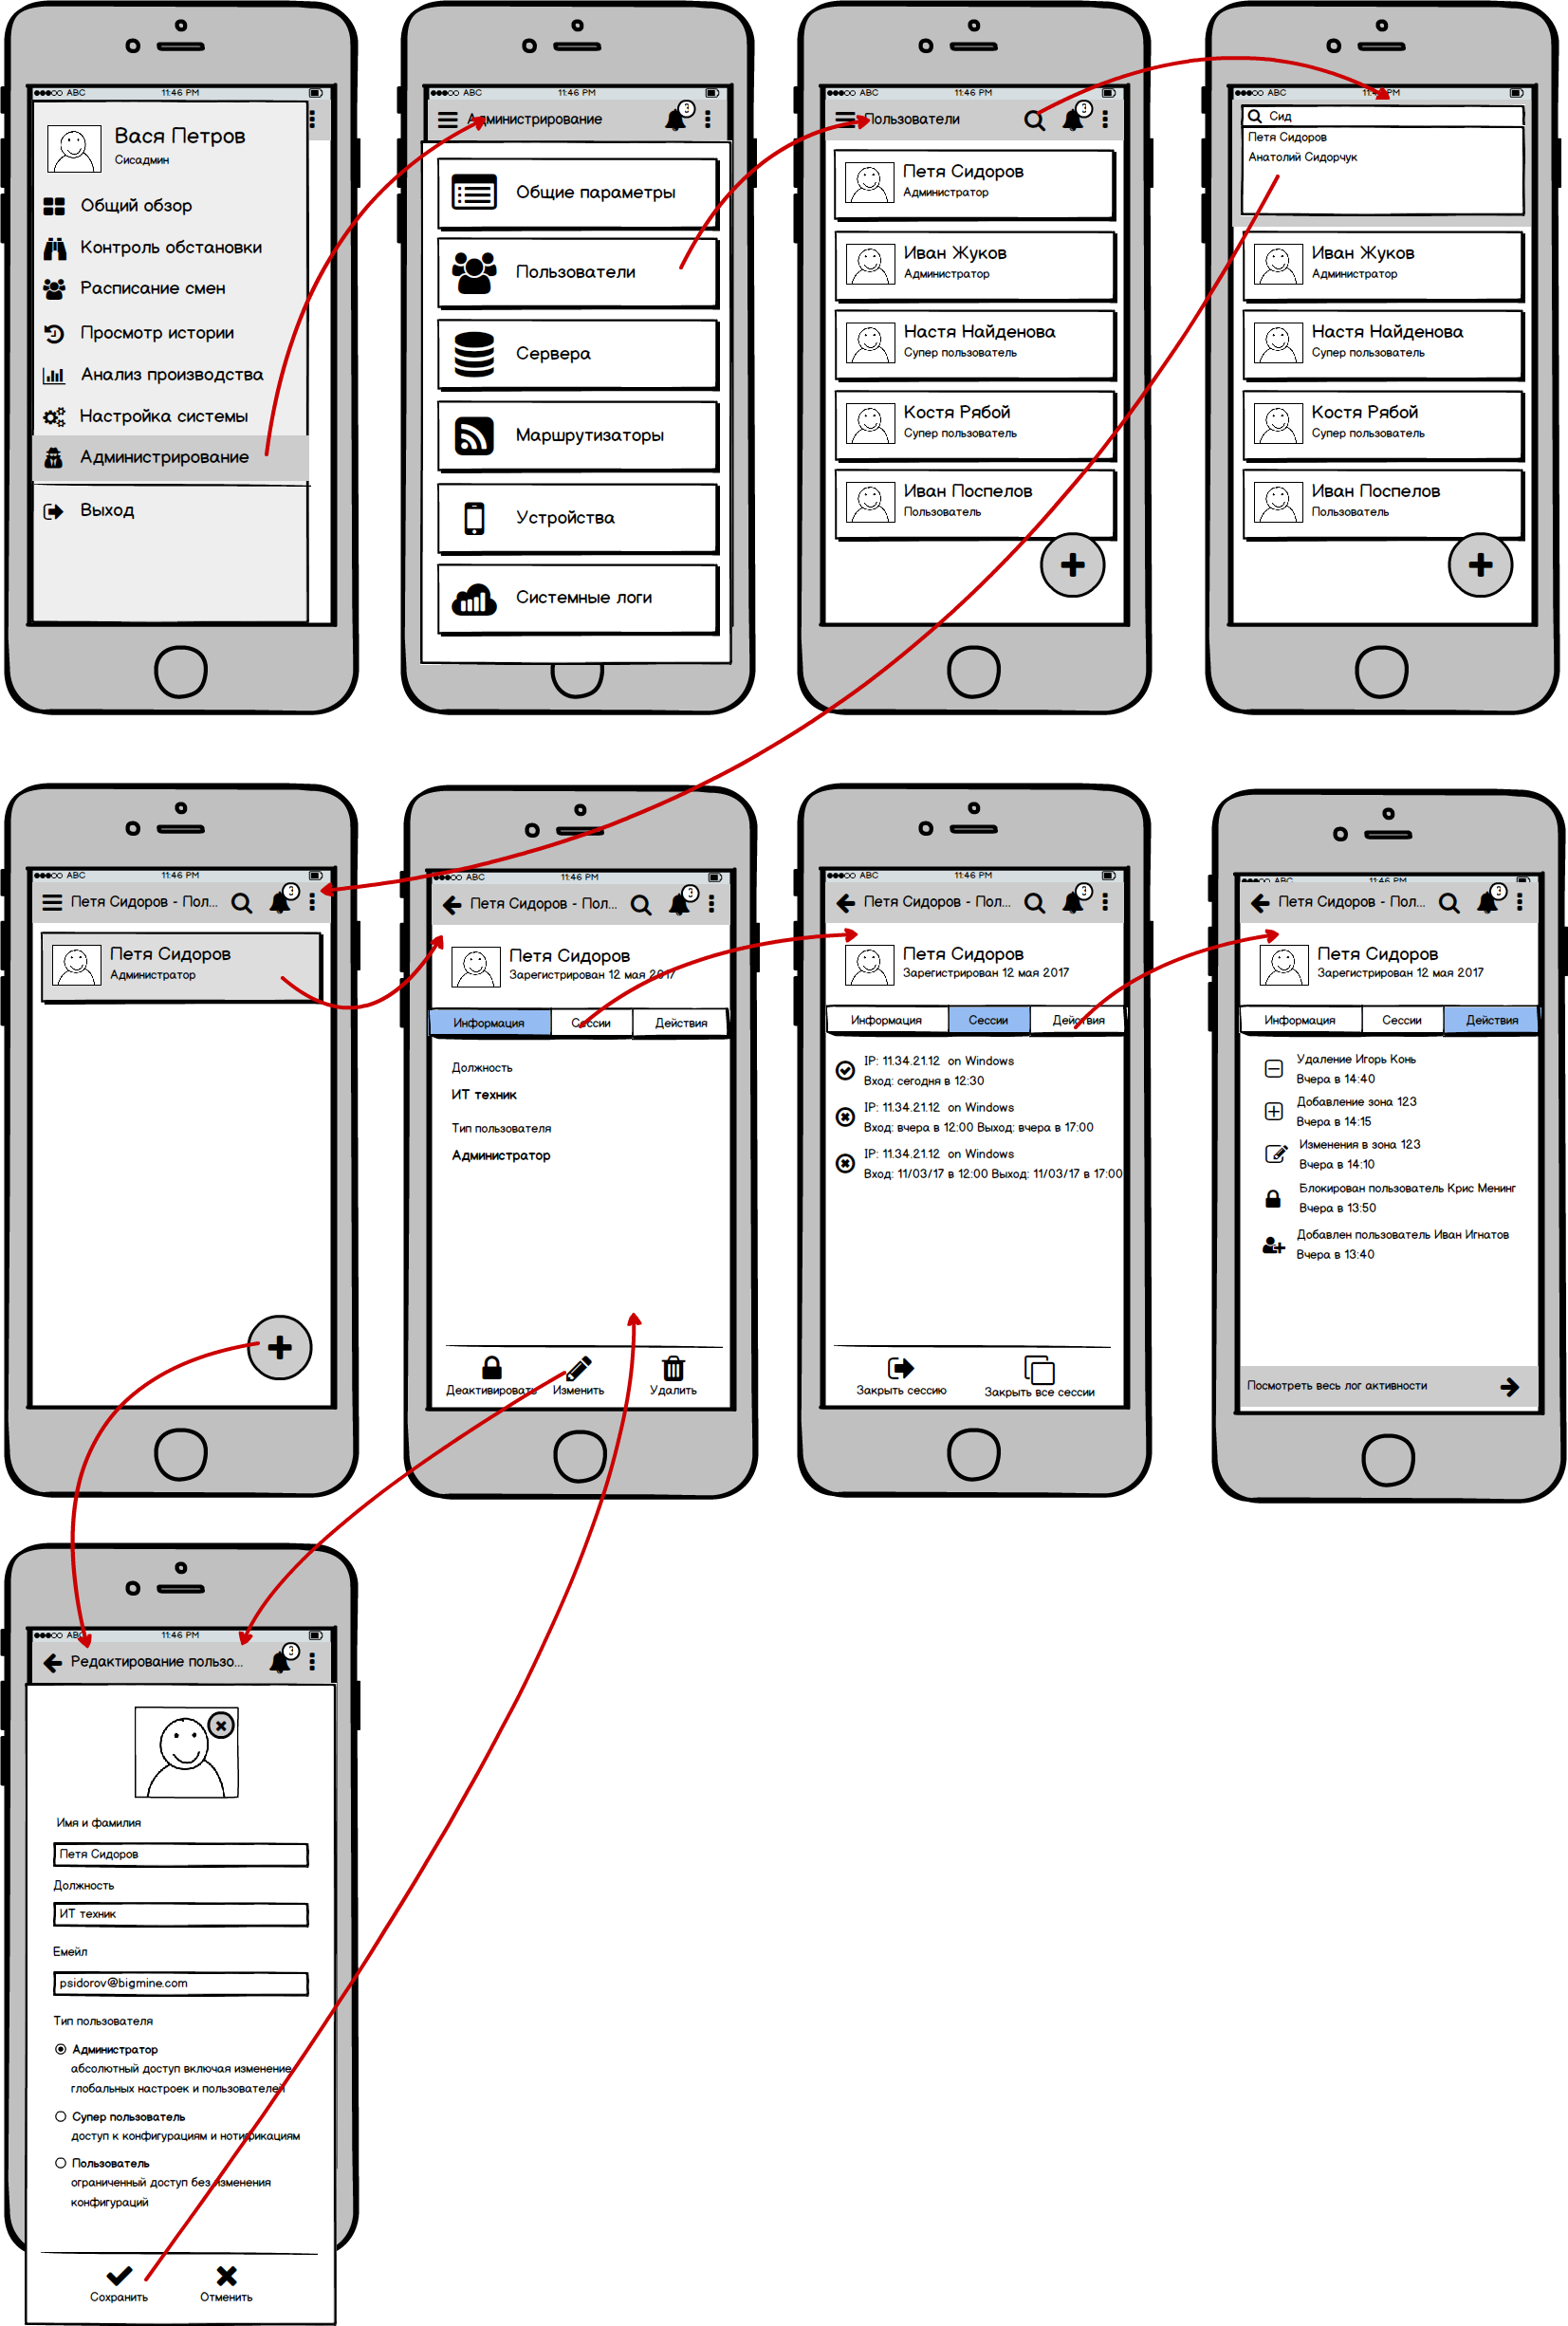 ABC 11:46 PM
Вася Петров
Сисадмин
Общий обзор
Контроль обстановки
Расписание смен
Просмотр истории
Анализ производства
Настройка системы
Администрирование
Выход
ABC 11:46 PM
Администрирование 3
Общие параметры
Пользователи
Сервера
Маршрутизаторы
Устройства
Системные логи
ABC 11:46 PM
Пользователи 3
Петя Сидоров
Администратор
Иван Жуков
Администратор
Настя Найденова
Супер пользователь
Костя Рябой
Супер пользователь
Иван Поспелов
Пользователь
ABC 11:46 PM
Сид
Петя Сидоров
Анатолий Сидорчук
Иван Жуков
Администратор
Настя Найденова
Супер пользователь
Костя Рябой
Супер пользователь
Иван Поспелов
Пользователь
ABC 11:46 PM
Петя Сидоров - Пол... 3
Петя Сидоров
Администратор
ABC 11:46 PM
Петя Сидоров - Пол... 3
Петя Сидоров
Зарегистрирован 12 мая 2017
Информация Сессии Действия
Должность
ИТ техник
Тип пользователя
Администратор
Деактивировать Изменить Удалить
ABC 11:46 PM
Петя Сидоров - Пол... 3
Петя Сидоров
Зарегистрирован 12 мая 2017
Информация Сессии Действия
IP: 11.34.21.12 on Windows
Вход: сегодня в 12:30
IP: 11.34.21.12 on Windows
Вход: вчера в 12:00 Выход: вчера в 17:00
IP: 11.34.21.12 on Windows
Вход: 11/03/17 в 12:00 Выход: 11/03/17 в 17:00
Закрыть сессию Закрыть все сессии
ABC 11:46 PM
Петя Сидоров - Пол... 3
Петя Сидоров
Зарегистрирован 12 мая 2017
Информация Сессии Действия
Удаление Игорь Конь
Вчера в 14:40
Добавление зона 123
Вчера в 14:15
Изменения в зона 123
Вчера в 14:10
Блокирован пользователь Крис Менинг
Вчера в 13:50
Добавлен пользователь Иван Игнатов
Вчера в 13:40
Посмотреть весь лог активности
ABC 11:46 PM
Редактирование пользо... 3
Имя и фамилия
Петя Сидоров
Должность
ИТ техник
Емейл
psidorov@bigmine.com
Тип пользователя
Администратор
абсолютный доступ включая изменение
глобальных настроек и пользователей
Супер пользователь
доступ к конфигурациям и нотификациям
Пользователь
ограниченный доступ без изменения
конфигураций
Сохранить Отменить